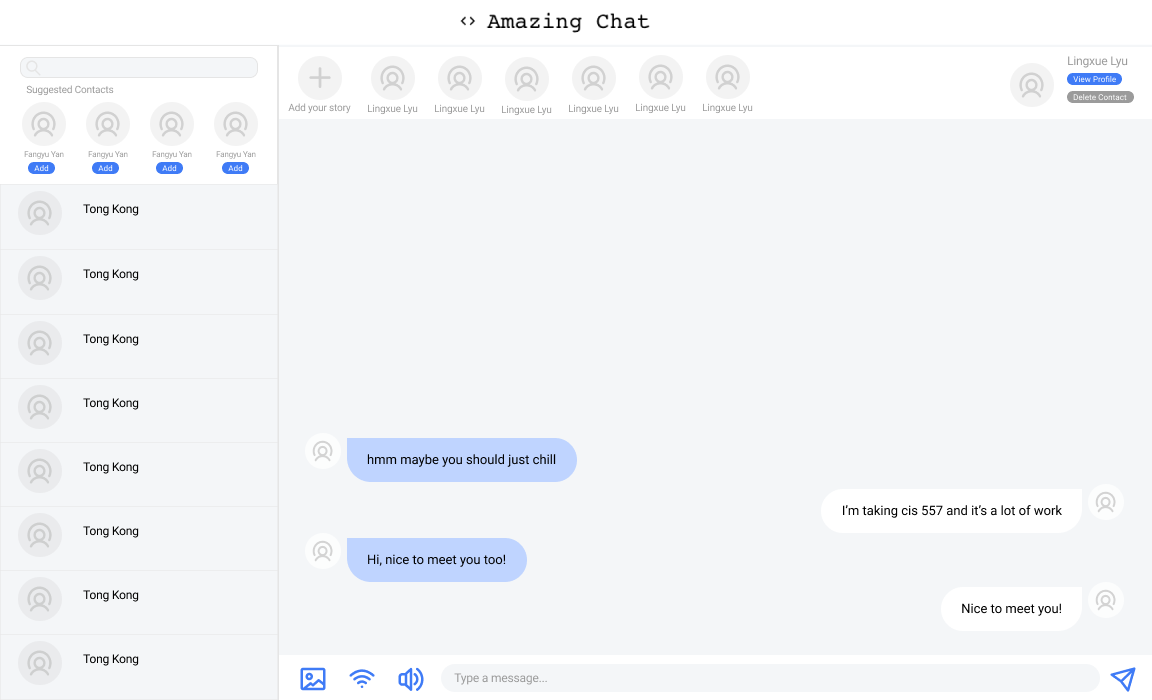 <> Amazing Chat
Suggested Contacts
Fangyu Yan Fangyu Yan Fangyu Yan Fangyu Yan
Add Add Add Add
Tong Kong
Tong Kong
Tong Kong
Tong Kong
Tong Kong
Tong Kong
Tong Kong
Tong Kong
Add your story Lingxue Lyu Lingxue Lyu Lingxue Lyu Lingxue Lyu Lingxue Lyu Lingxue Lyu
Lingxue Lyu
View Profile
Delete Contact
hmm maybe you should just chill
I’m taking cis 557 and it’s a lot of work
Hi, nice to meet you too!
Nice to meet you!
Type a message...